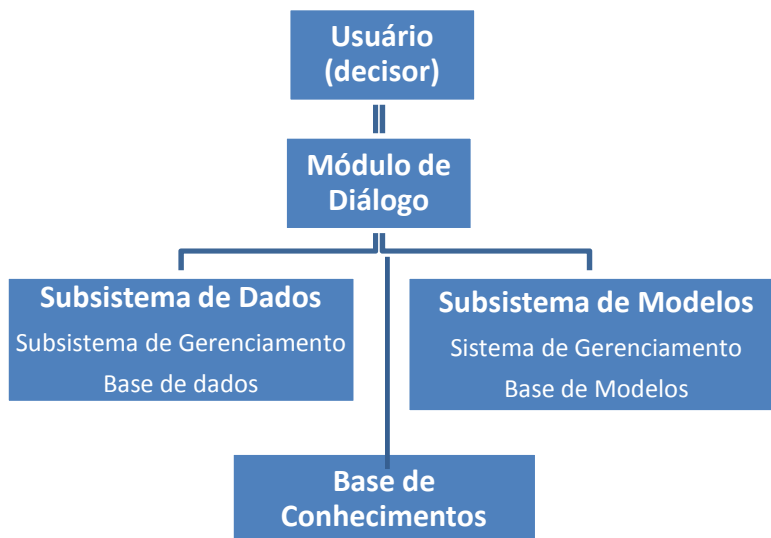 Usuário
(decisor)
Módulo de
Diálogo
Subsistema de Dados
Subsistema de Gerenciamento
Base de dados
Subsistema de Modelos
Sistema de Gerenciamento
Base de Modelos
Base de
Conhecimentos